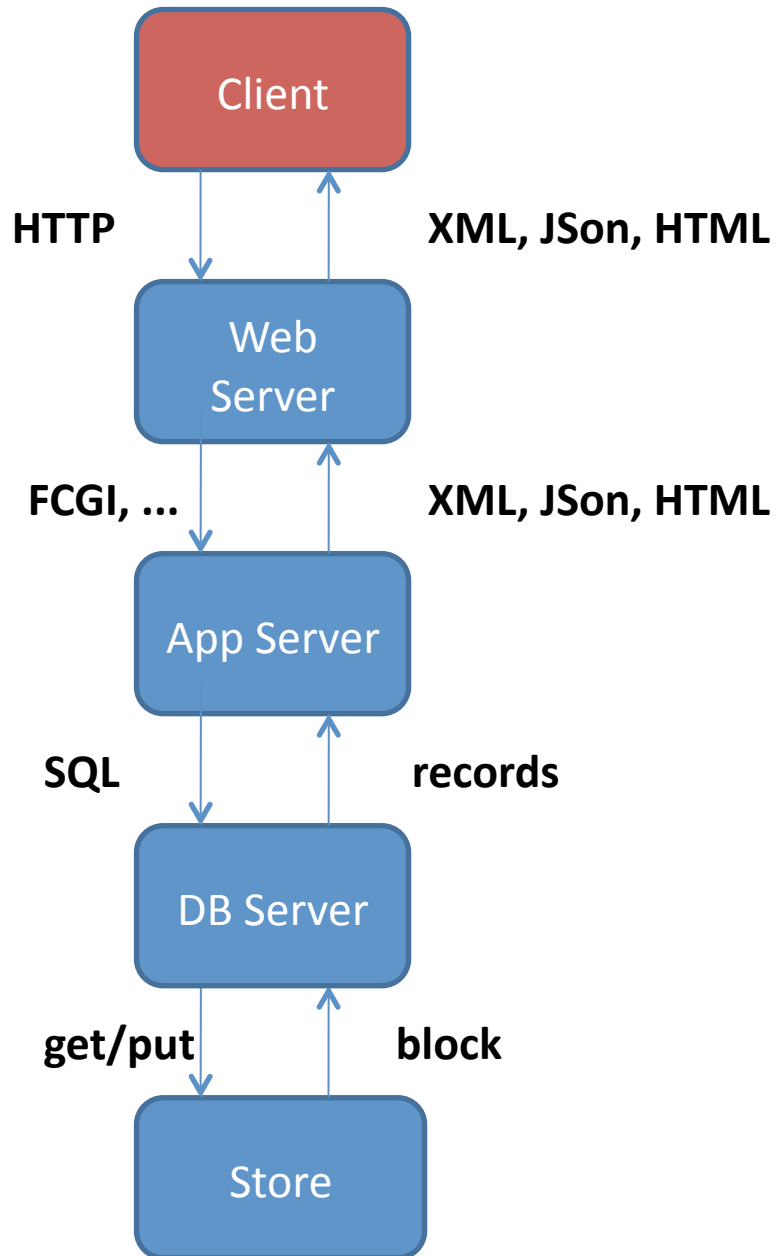 Client
HTTP
XML, JSon, HTML
Web
Server
FCGI, ...
XML, JSon, HTML
App Server
SQL
records
DB Server
get/put
block
Store